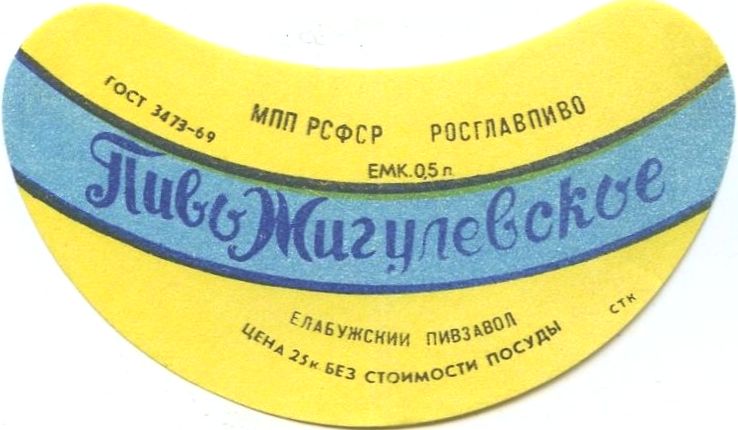 ГОСТ 3473-69
МПП РСФСР РОСГЛАВПИВО
ЕМК. 0,5 л.
Пиво Жигулевское
ЕЛАБУЖСКИЙ ПИВЗАВОД
ЦЕНА 25к. БЕЗ СТОИМОСТИ ПОСУДЫ СТК